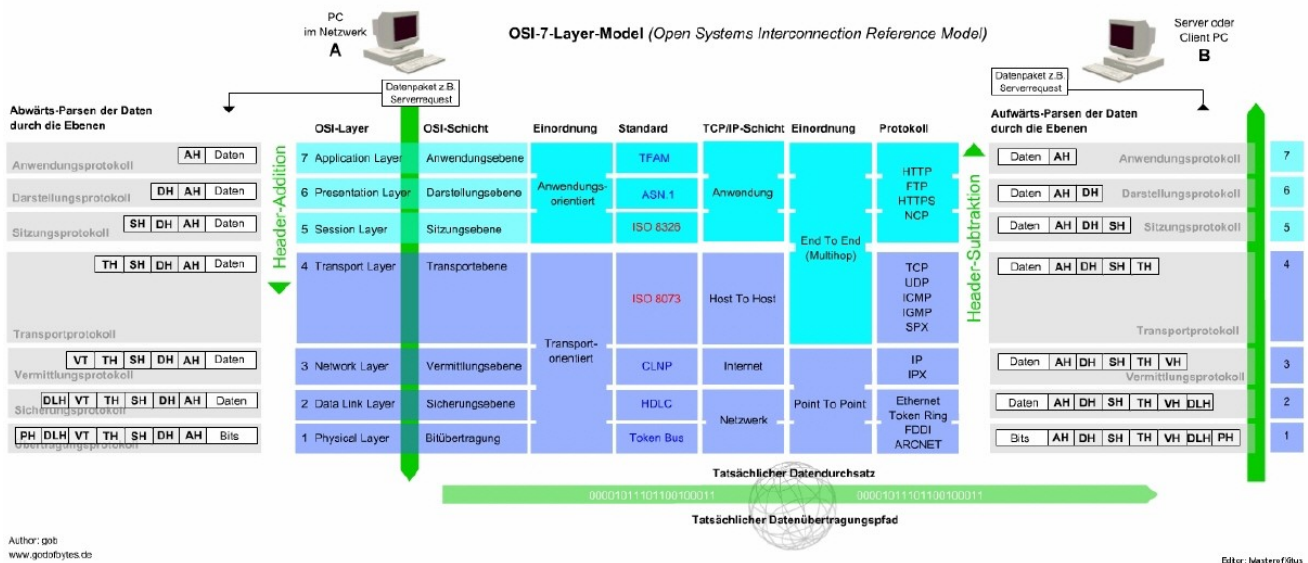 PC
im Netzwerk
A
OSI-7-Layer-Model (Open Systems Interconnection Reference Model)
Server oder
Client PC
B
Datenpaket z.B.
Serverrequest
Datenpaket z.B.
Serverrequest
Abwärts-Parsen der Daten
durch die Ebenen
Aufwärts-Parsen der Daten
durch die Ebenen
OSI-Layer OSI-Schicht Einordnung Standard TCP/IP-Schicht Einordnung Protokoll
Anwendungsprotokoll AH Daten
Darstellungsprotokoll DH AH Daten
Sitzungsprotokoll SH DH AH Daten
TH SH DH AH Daten
Transportprotokoll
VT TH SH DH AH Daten
Vermittlungsprotokoll
DLH VT TH SH DH AH Daten
Sicherungsprotokoll
PH DLH VT TH SH DH AH Bits
Übertragungsprotokoll
Header-Addition
7 Application Layer Anwendungsebene
6 Presentation Layer Darstellungsebene
5 Session Layer Sitzungsebene
4 Transport Layer Transportebene
3 Network Layer Vermittlungsebene
2 Data Link Layer Sicherungsebene
1 Physical Layer Bitübertragung
Anwendungs-
orientiert
Transport-
orientiert
ASN.1
ISO 8326
ISO 8073
CLNP
HDLC
Token Bus
Anwendung
Host To Host
Internet
Netzwerk
End To End
(Multihop)
Point To Point
HTTP
FTP
HTTPS
NCP
TCP
UDP
ICMP
IGMP
SPX
IP
IPX
Ethernet
Token Ring
FDDI
ARCNET
Header-Subtraktion
Daten AH Anwendungsprotokoll 7
Daten AH DH Darstellungsprotokoll 6
Daten AH DH SH Sitzungsprotokoll 5
Daten AH DH SH TH 4
Transportprotokoll
Daten AH DH SH TH VH 3
Vermittlungsprotokoll
Daten AH DH SH TH VH DLH 2
Bits AH DH SH TH VH DLH PH 1
Tatsächlicher Datendurchsatz
00001011101100100011 00001011101100100011
Tatsächlicher Datenübertragungspfad
Author: gob
www.godofbytes.de
Editor: